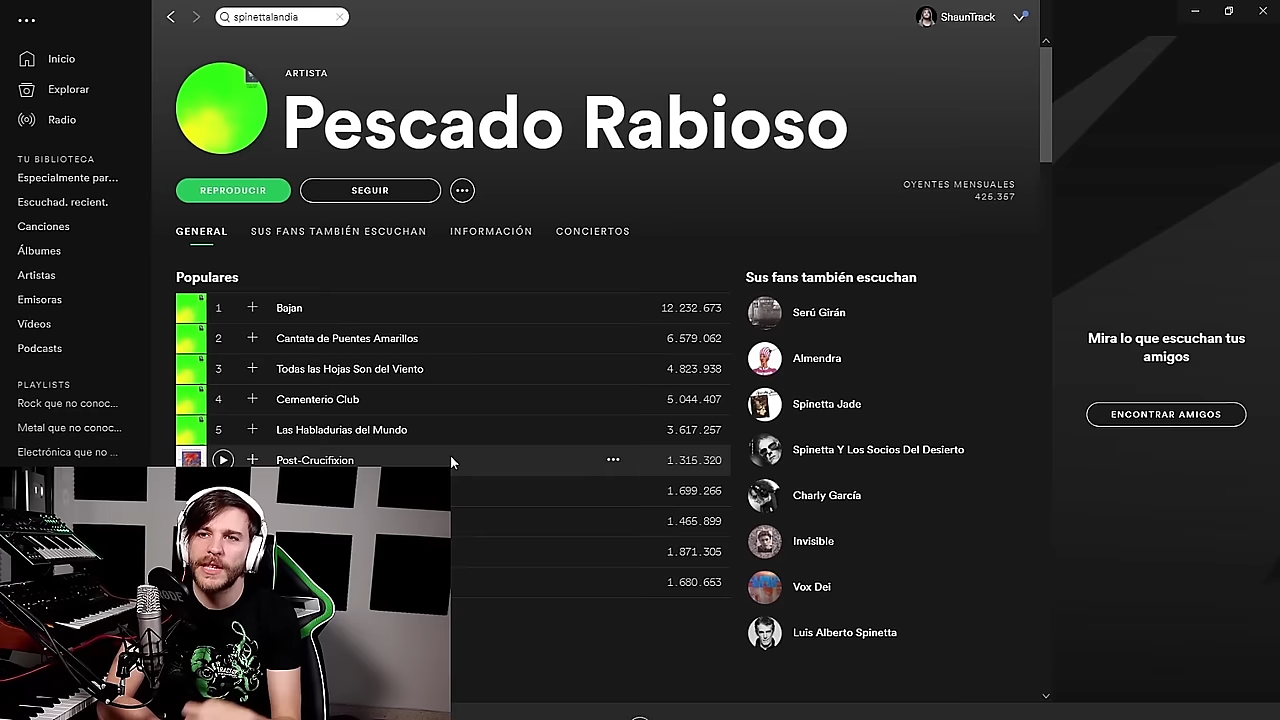 spinettalandia
ShaunTrack
Inicio
Explorar
Radio
TU BIBLIOTECA
Especialmente par...
Escuchad. recient.
Canciones
Álbumes
Artistas
Emisoras
Vídeos
Podcasts
PLAYLISTS
Rock que no conoc...
Metal que no conoc...
Electrónica que no ...
ARTISTA
Pescado Rabioso
REPRODUCIR
SEGUIR
OYENTES MENSUALES
425.357
GENERAL
SUS FANS TAMBIÉN ESCUCHAN
INFORMACIÓN
CONCIERTOS
Populares
1 Bajan 12.232.673
2 Cantata de Puentes Amarillos 6.579.062
3 Todas las Hojas Son del Viento 4.823.938
4 Cementerio Club 5.044.407
5 Las Habladurias del Mundo 3.617.257
Post-Crucifixion 1.315.320
1.699.266
1.465.899
1.871.305
1.680.653
Sus fans también escuchan
Serú Girán
Almendra
Spinetta Jade
Spinetta Y Los Socios Del Desierto
Charly García
Invisible
Vox Dei
Luis Alberto Spinetta
Mira lo que escuchan tus
amigos
ENCONTRAR AMIGOS